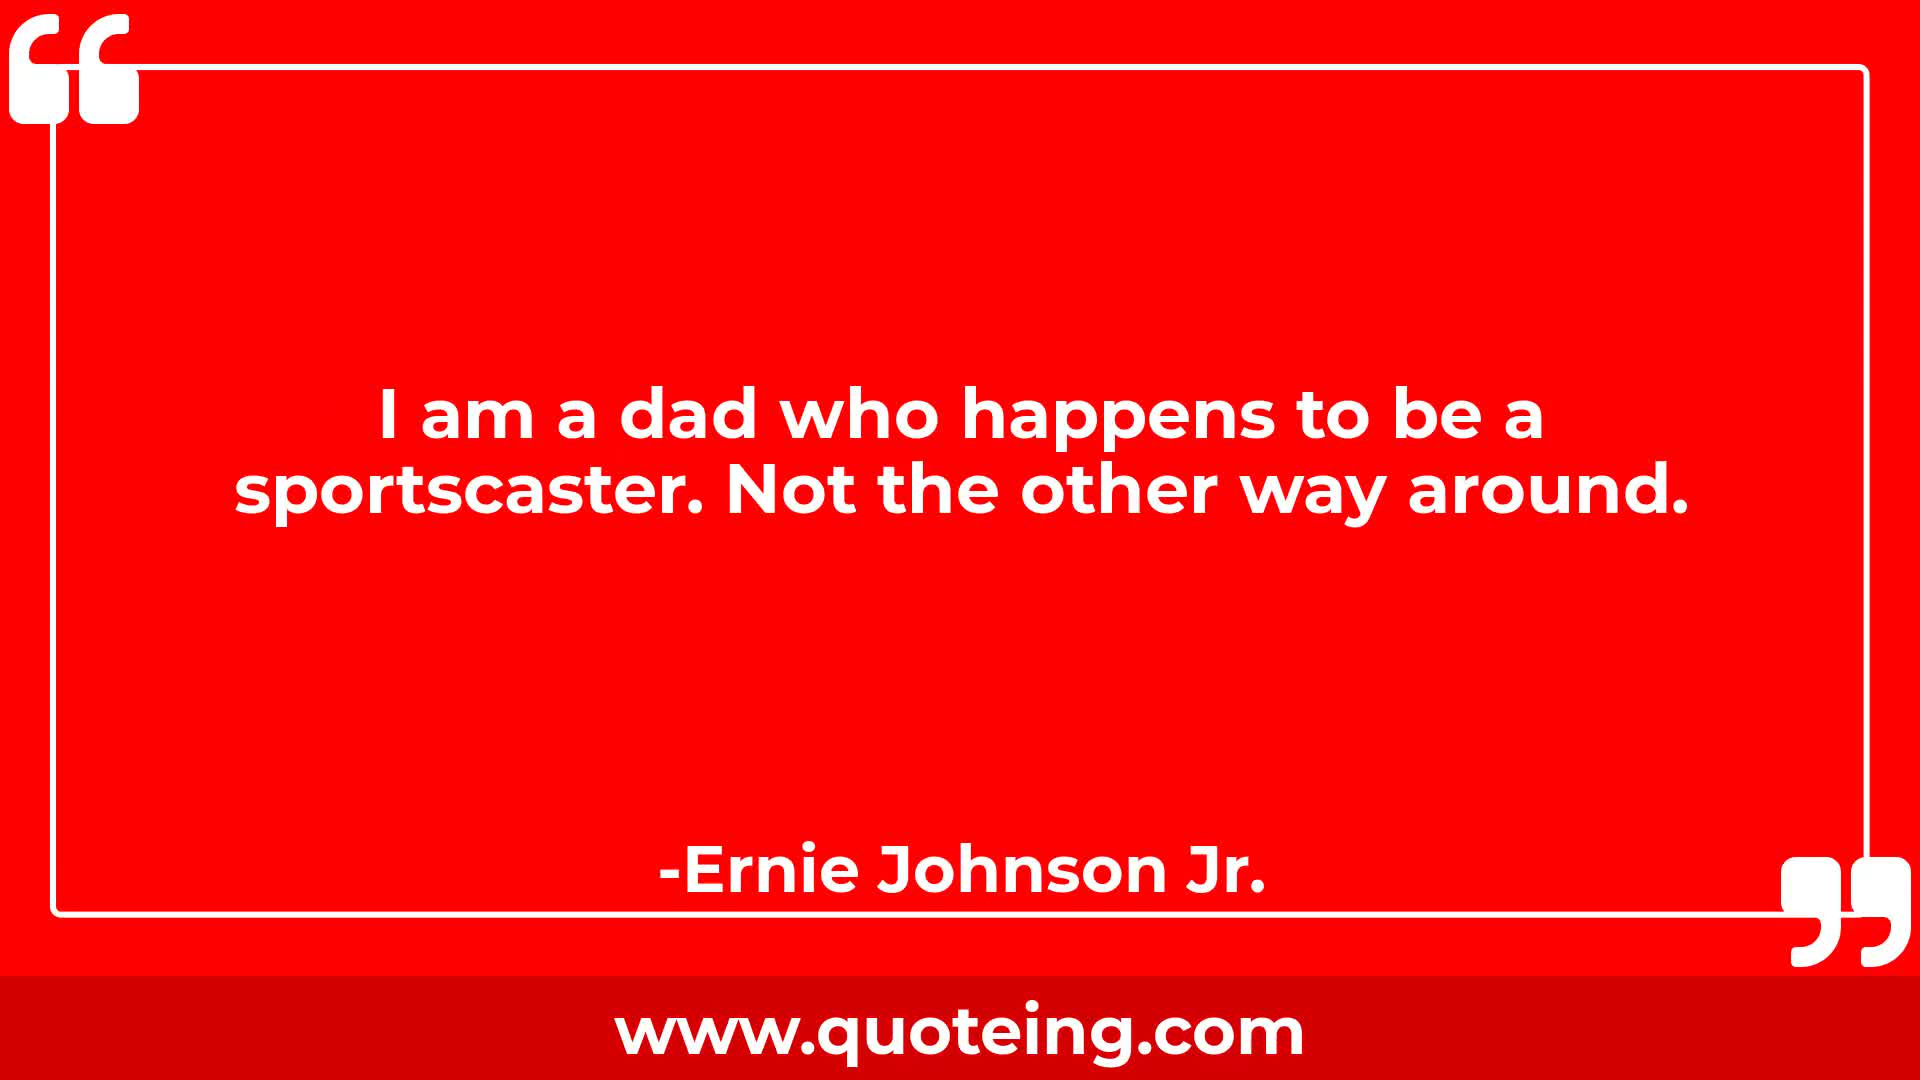 I am a dad who happens to be a
sportscaster. Not the other way around.
-Ernie Johnson Jr.
www.quoteing.com